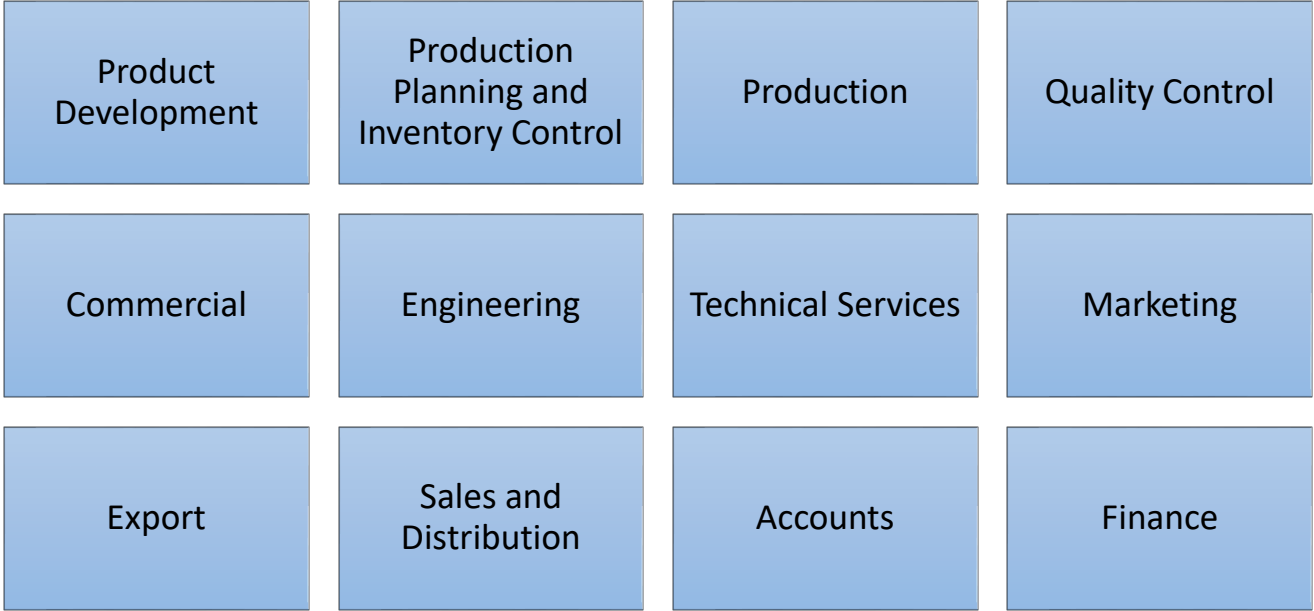 Product
Development
Production
Planning and
Inventory Control
Production
Quality Control
Commercial
Engineering
Technical Services
Marketing
Export
Sales and
Distribution
Accounts
Finance